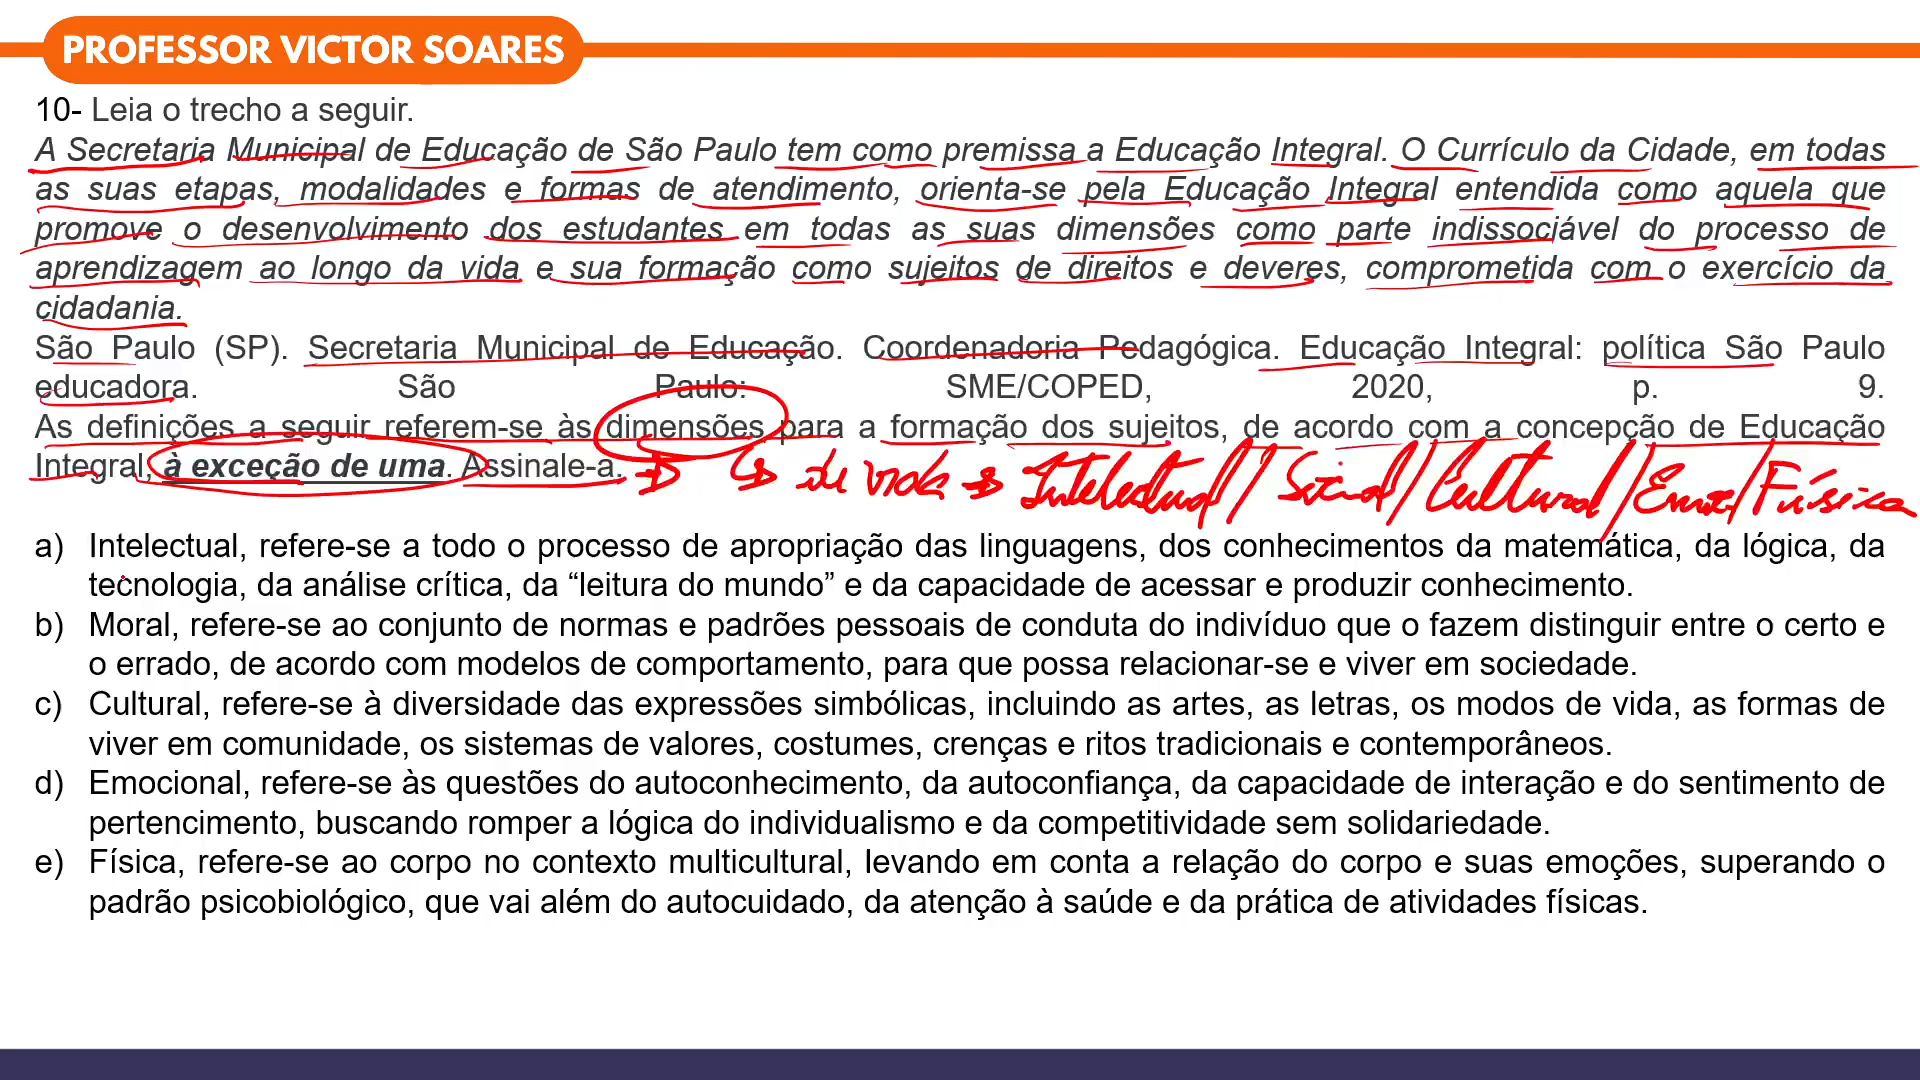 PROFESSOR VICTOR SOARES
10- Leia o trecho a seguir.
A Secretaria Municipal de Educação de São Paulo tem como premissa a Educação Integral. O Currículo da Cidade, em todas
as suas etapas, modalidades e formas de atendimento, orienta-se pela Educação Integral entendida como aquela que
promove o desenvolvimento dos estudantes em todas as suas dimensões como parte indissociável do processo de
aprendizagem ao longo da vida e sua formação como sujeitos de direitos e deveres, comprometida com o exercício da
cidadania.
São Paulo (SP). Secretaria Municipal de Educação. Coordenadoria Pedagógica. Educação Integral: política São Paulo
educadora. São Paulo: SME/COPED, 2020, p. 9.
As definições a seguir referem-se às dimensões para a formação dos sujeitos, de acordo com a concepção de Educação
Integral, à exceção de uma. Assinale-a. de vida Intelectual / Social / Cultural / Emoc / Física
a) Intelectual, refere-se a todo o processo de apropriação das linguagens, dos conhecimentos da matemática, da lógica, da
tecnologia, da análise crítica, da “leitura do mundo” e da capacidade de acessar e produzir conhecimento.
b) Moral, refere-se ao conjunto de normas e padrões pessoais de conduta do indivíduo que o fazem distinguir entre o certo e
o errado, de acordo com modelos de comportamento, para que possa relacionar-se e viver em sociedade.
c) Cultural, refere-se à diversidade das expressões simbólicas, incluindo as artes, as letras, os modos de vida, as formas de
viver em comunidade, os sistemas de valores, costumes, crenças e ritos tradicionais e contemporâneos.
d) Emocional, refere-se às questões do autoconhecimento, da autoconfiança, da capacidade de interação e do sentimento de
pertencimento, buscando romper a lógica do individualismo e da competitividade sem solidariedade.
e) Física, refere-se ao corpo no contexto multicultural, levando em conta a relação do corpo e suas emoções, superando o
padrão psicobiológico, que vai além do autocuidado, da atenção à saúde e da prática de atividades físicas.